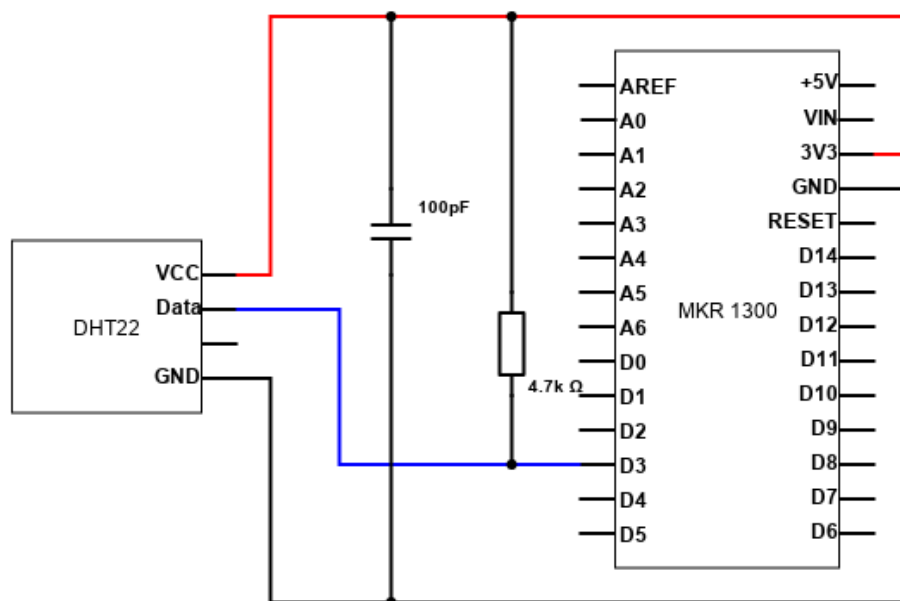 VCC
Data
DHT22
GND
100pF
4.7k Ω
AREF
A0
A1
A2
A3
A4
A5
A6
D0
D1
D2
D3
D4
D5
MKR 1300
+5V
VIN
3V3
GND
RESET
D14
D13
D12
D11
D10
D9
D8
D7
D6